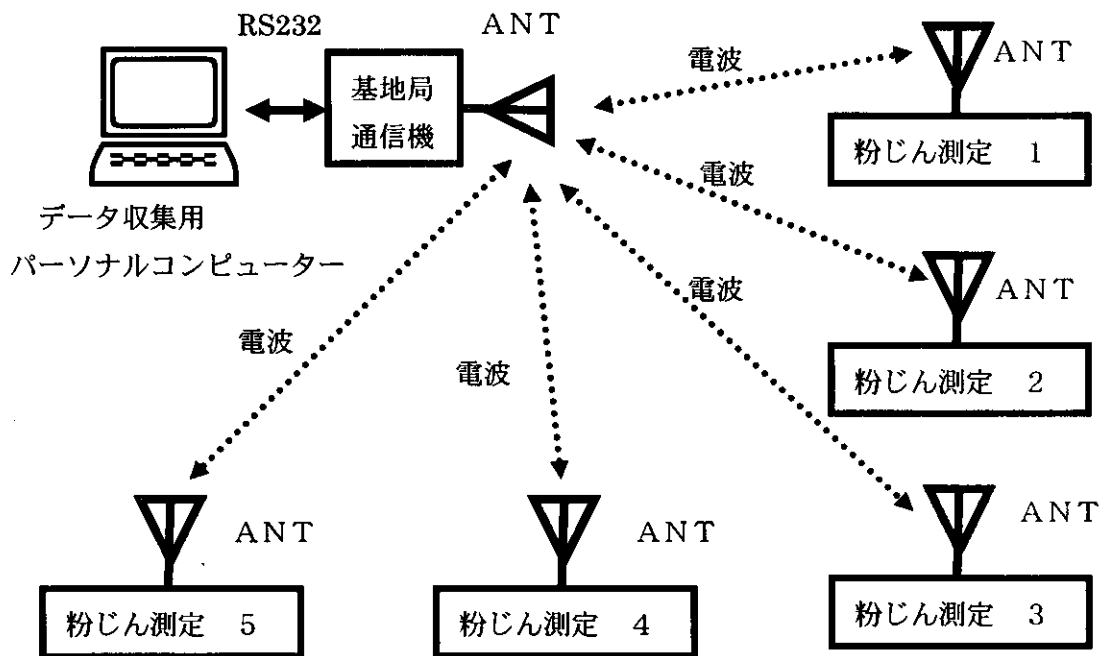 RS232
ＡＮＴ
基地局
通信機
電波
ＡＮＴ
粉じん測定　1
データ収集用
パーソナルコンピューター
電波
ＡＮＴ
粉じん測定　2
電波
電波
電波
ＡＮＴ
粉じん測定　3
ＡＮＴ
粉じん測定　4
ＡＮＴ
粉じん測定　5